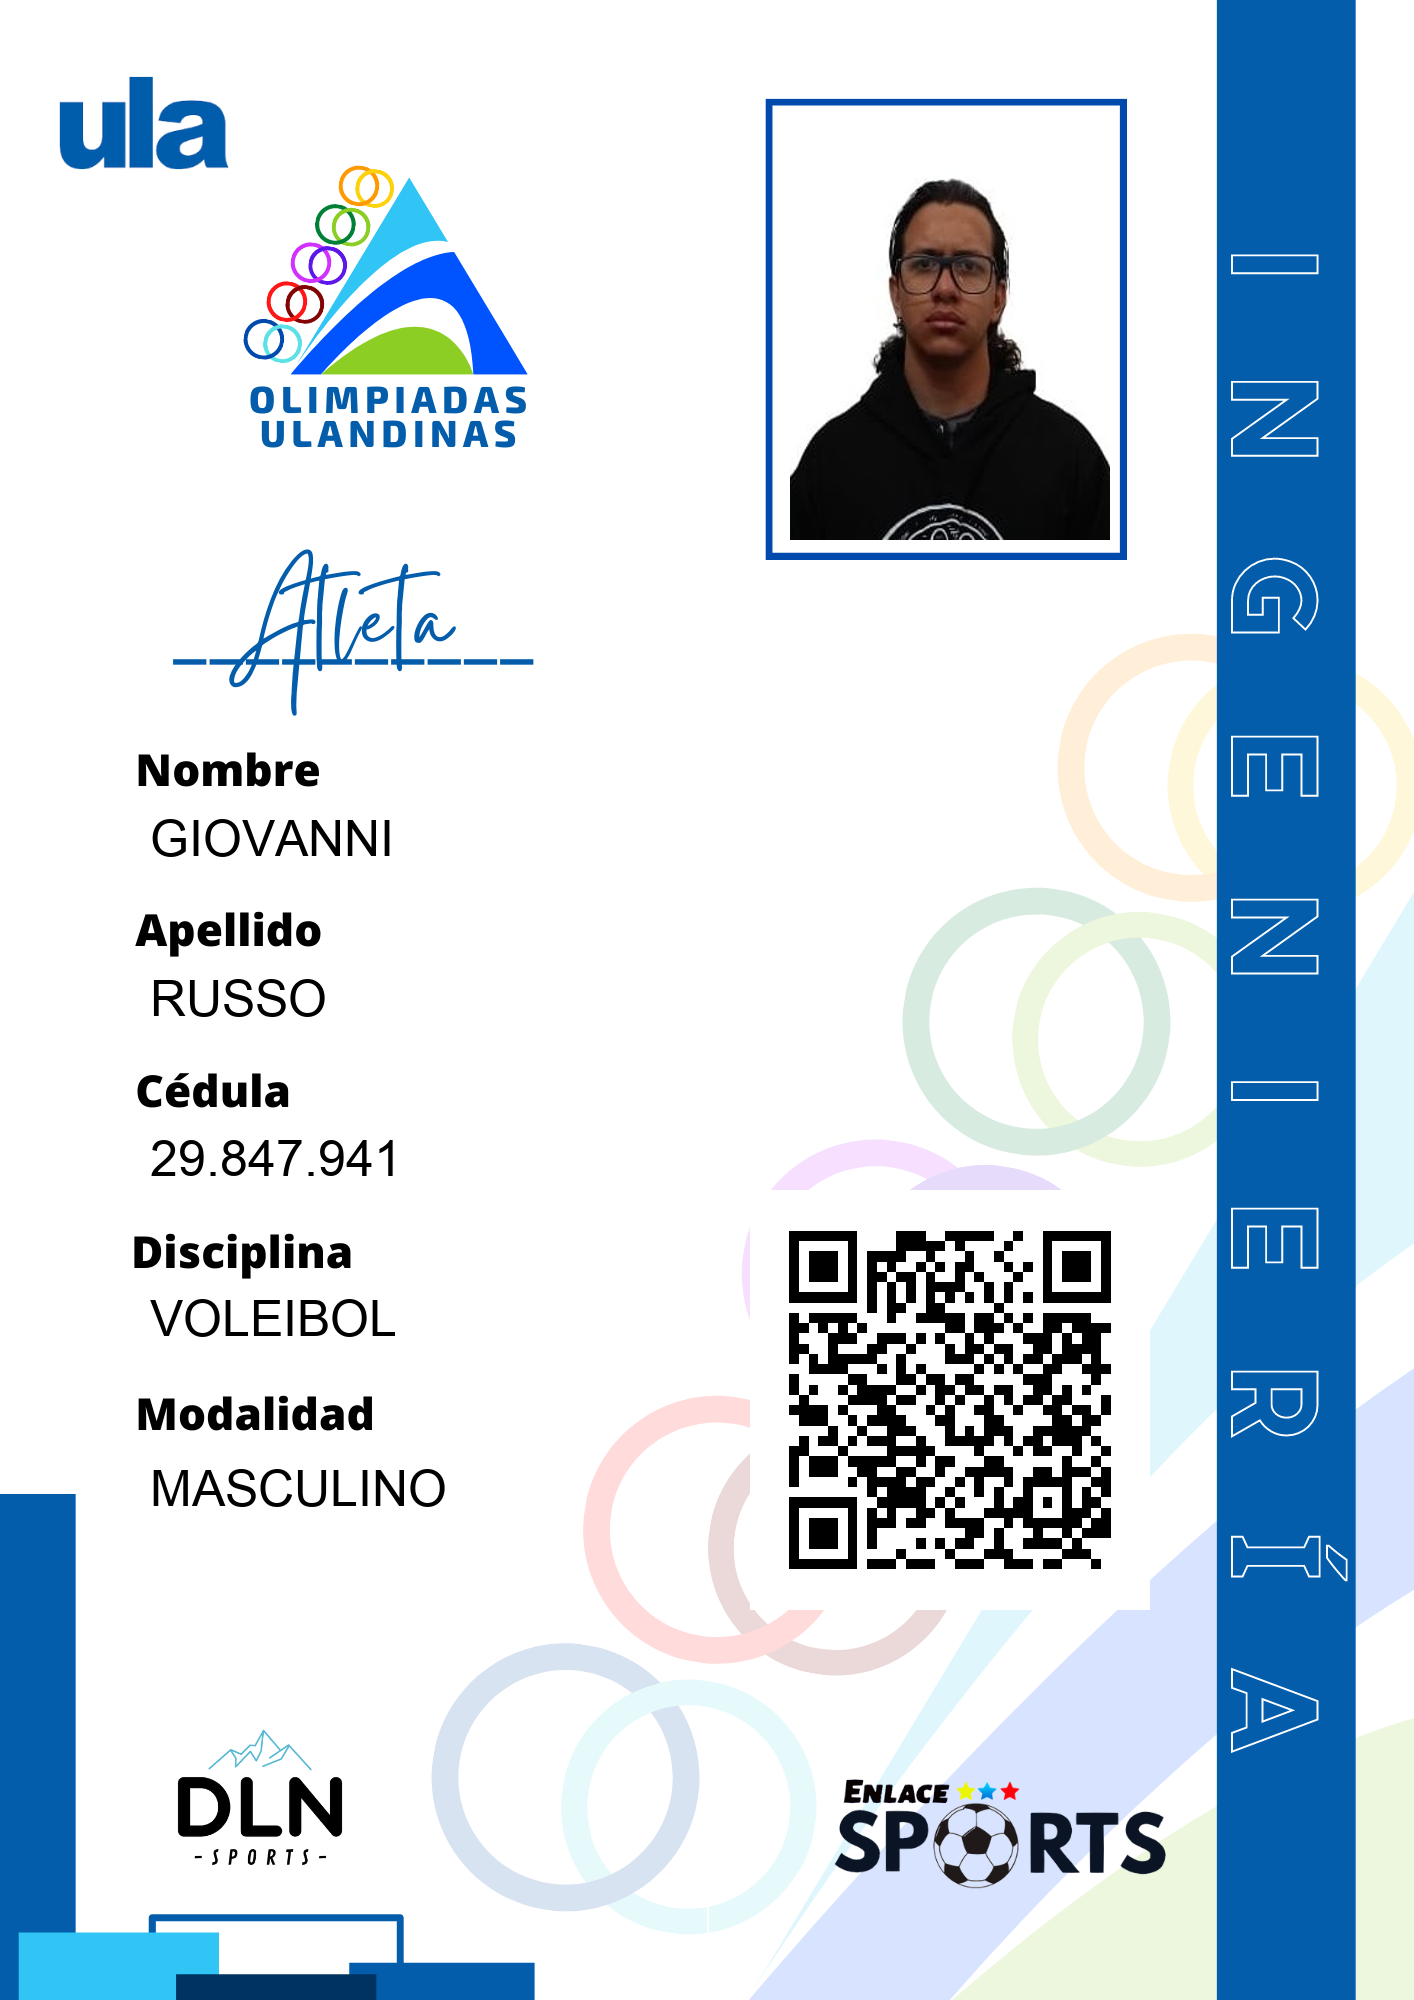 ula
OLIMPIADAS
ULANDINAS
Atleta
Nombre
GIOVANNI
Apellido
RUSSO
Cédula
29.847.941
Disciplina
VOLEIBOL
Modalidad
MASCULINO
DLN
-SPORTS-
ENLACE
SPORTS
INGENIERÍA